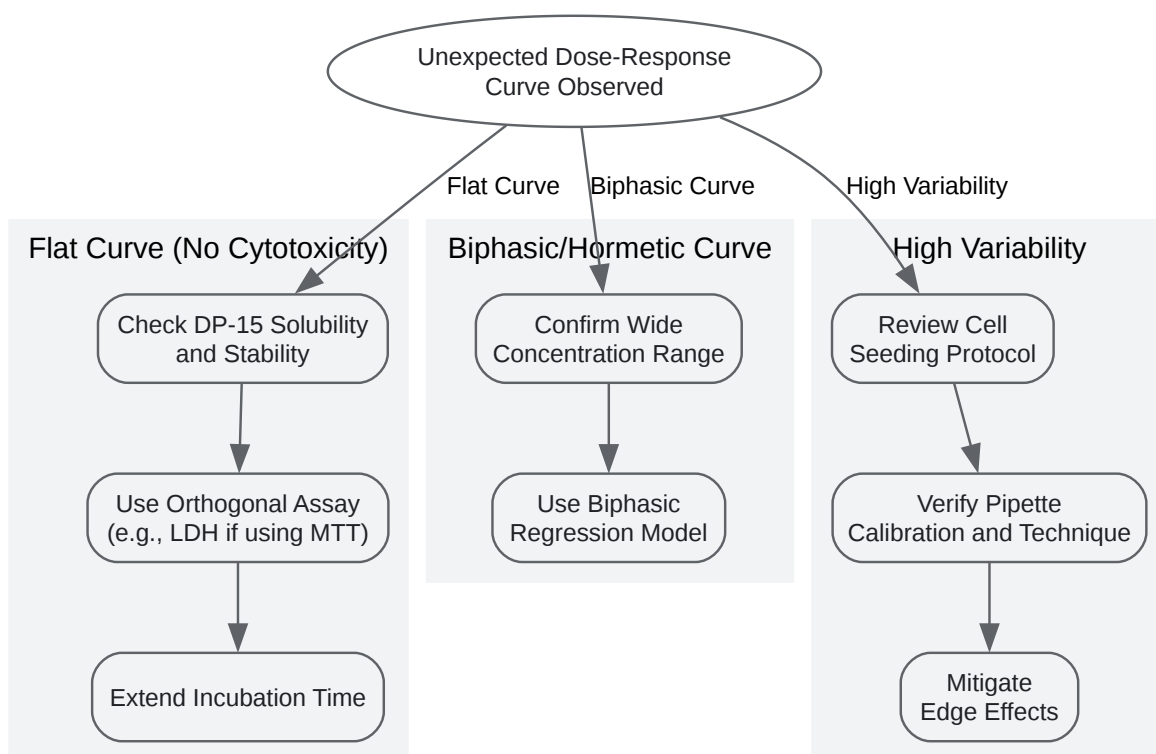 Unexpected Dose-Response
Curve Observed
Flat Curve
Biphasic Curve
High Variability
Flat Curve (No Cytotoxicity)
Biphasic/Hormetic Curve
High Variability
Check DP-15 Solubility
and Stability
Confirm Wide
Concentration Range
Review Cell
Seeding Protocol
Use Orthogonal Assay
(e.g., LDH if using MTT)
Use Biphasic
Regression Model
Verify Pipette
Calibration and Technique
Extend Incubation Time
Mitigate
Edge Effects